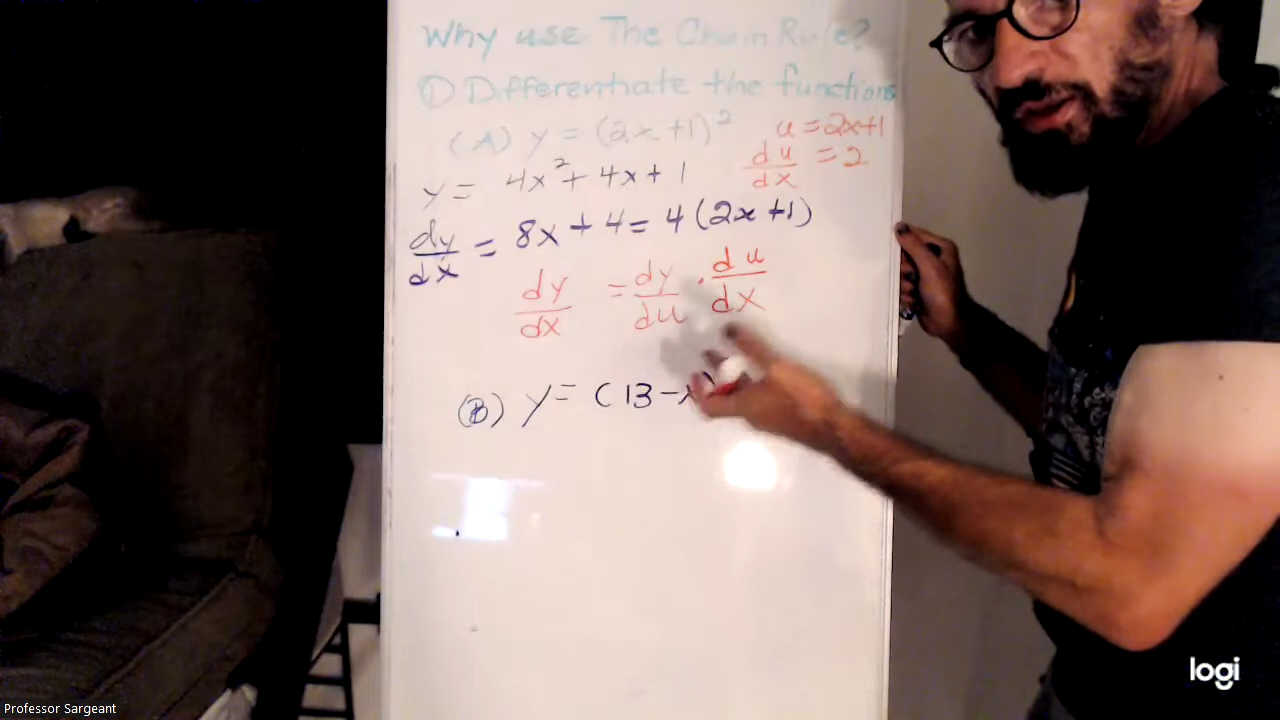 Why use The Chain Rule?
① Differentiate the functions
(A) y = (2x+1)²
u = 2x+1
y = 4x² + 4x + 1
du/dx = 2
dy/dx = 8x + 4 = 4(2x+1)
dy/dx = dy/du · du/dx
(B) y = (13-x)
logi
Professor Sargeant